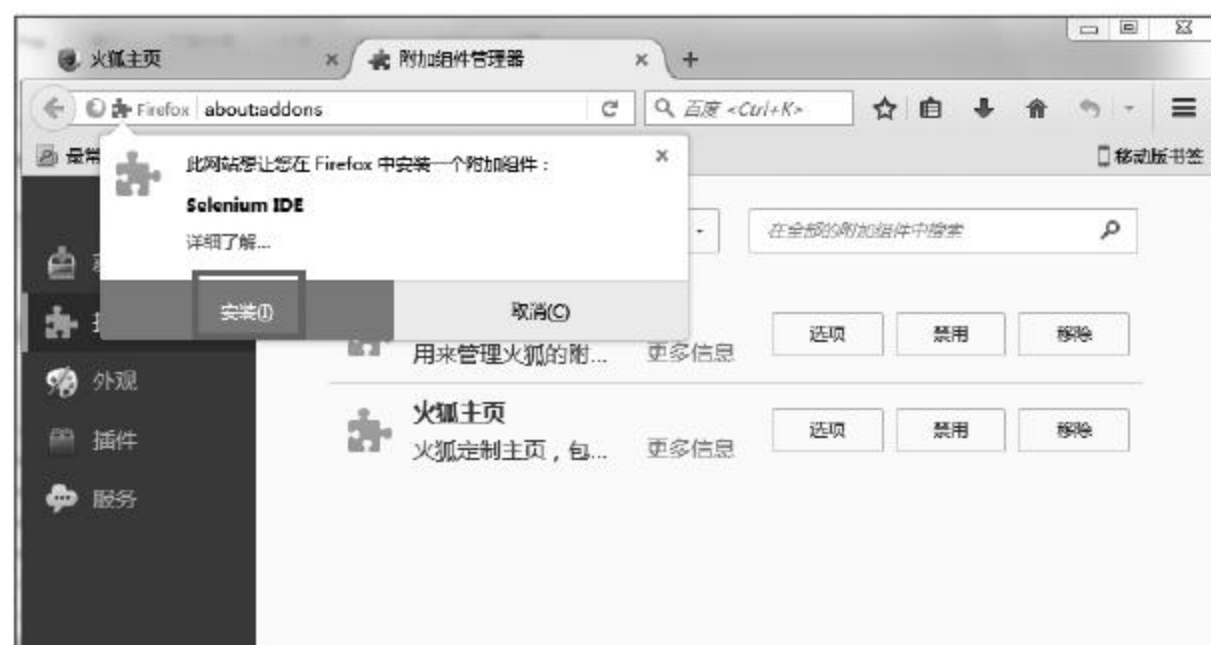 火狐主页
附加组件管理器
Firefox about:addons
百度 <Ctrl+K>
最常
移动版书签
此网站想让您在 Firefox 中安装一个附加组件：
Selenium IDE
详细了解...
安装(I)
取消(C)
在全部的附加组件中搜索
用来管理火狐的附... 更多信息
选项 禁用 移除
外观
火狐主页
火狐定制主页，包... 更多信息
选项 禁用 移除
插件
服务